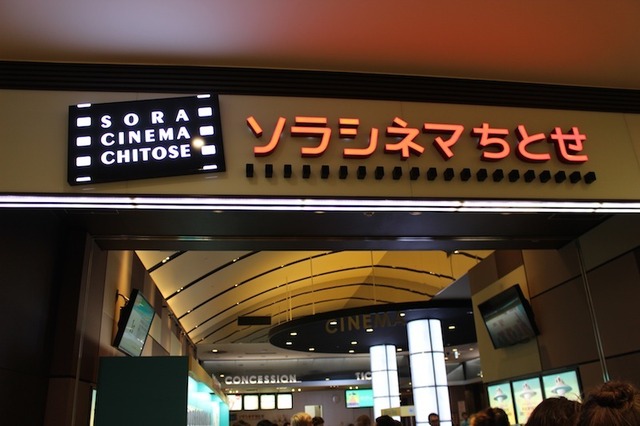 SORA
CINEMA
CHITOSE
ソラシネマちとせ
CINEMA
CONCESSION